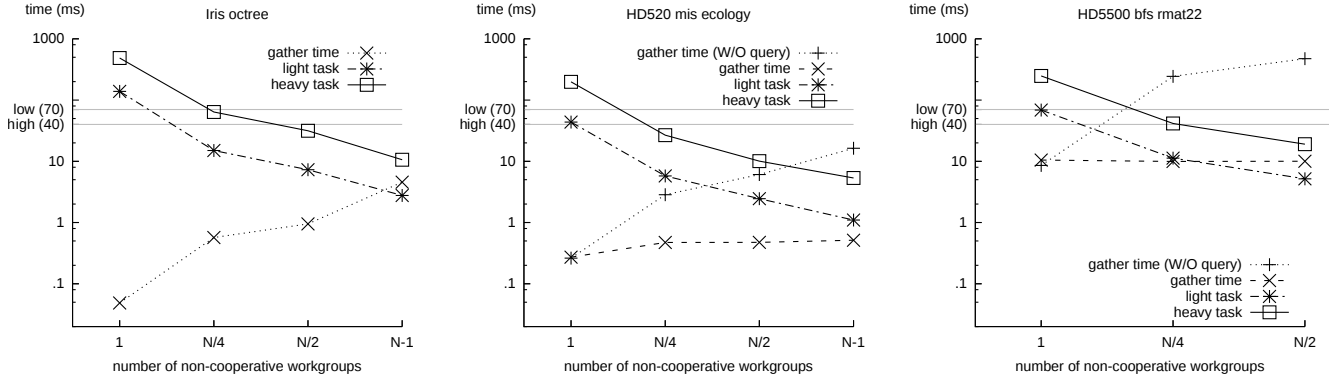 time (ms)
Iris octree
1000
low (70)
high (40)
10
1
.1
gather time
light task
heavy task
1
N/4
N/2
N-1
number of non-cooperative workgroups
time (ms)
HD520 mis ecology
1000
low (70)
high (40)
10
1
.1
gather time (W/O query)
gather time
light task
heavy task
1
N/4
N/2
N-1
number of non-cooperative workgroups
time (ms)
HD5500 bfs rmat22
1000
low (70)
high (40)
10
1
.1
gather time (W/O query)
gather time
light task
heavy task
1
N/4
N/2
number of non-cooperative workgroups